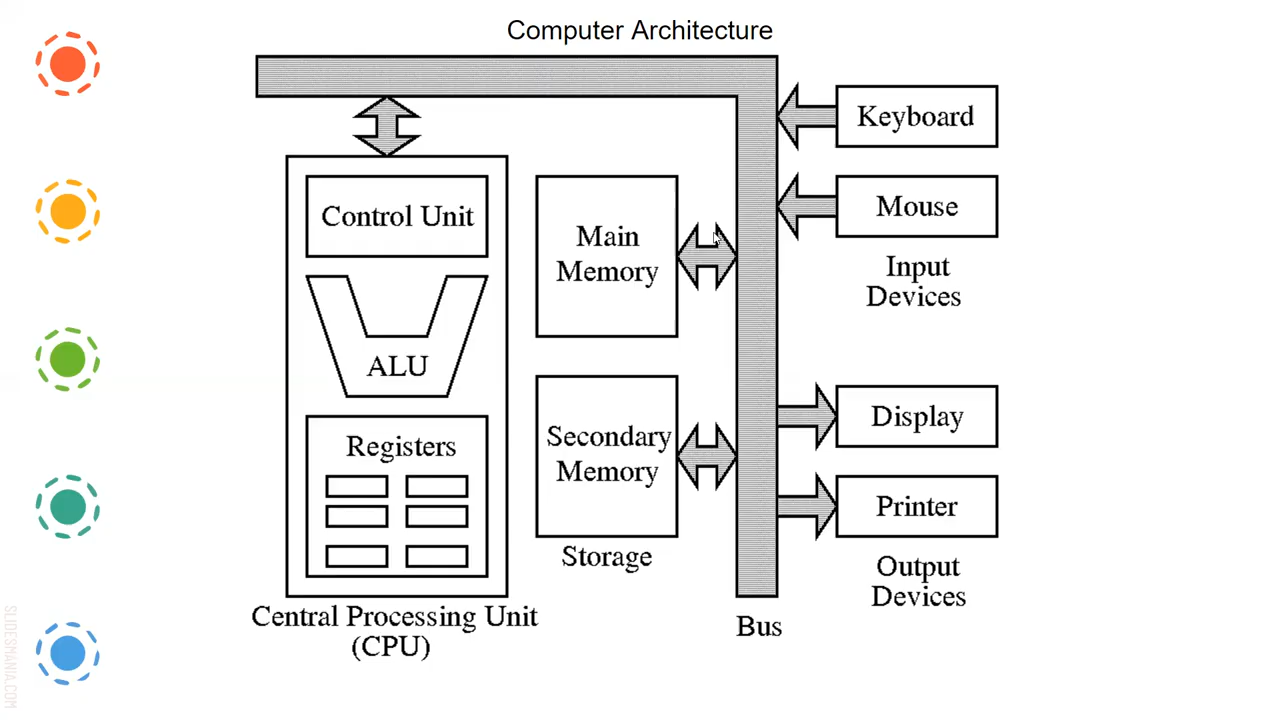 Computer Architecture
Control Unit
ALU
Registers
Central Processing Unit
(CPU)
Main
Memory
Secondary
Memory
Storage
Bus
Keyboard
Mouse
Input
Devices
Display
Printer
Output
Devices
SLIDESMANIA.COM